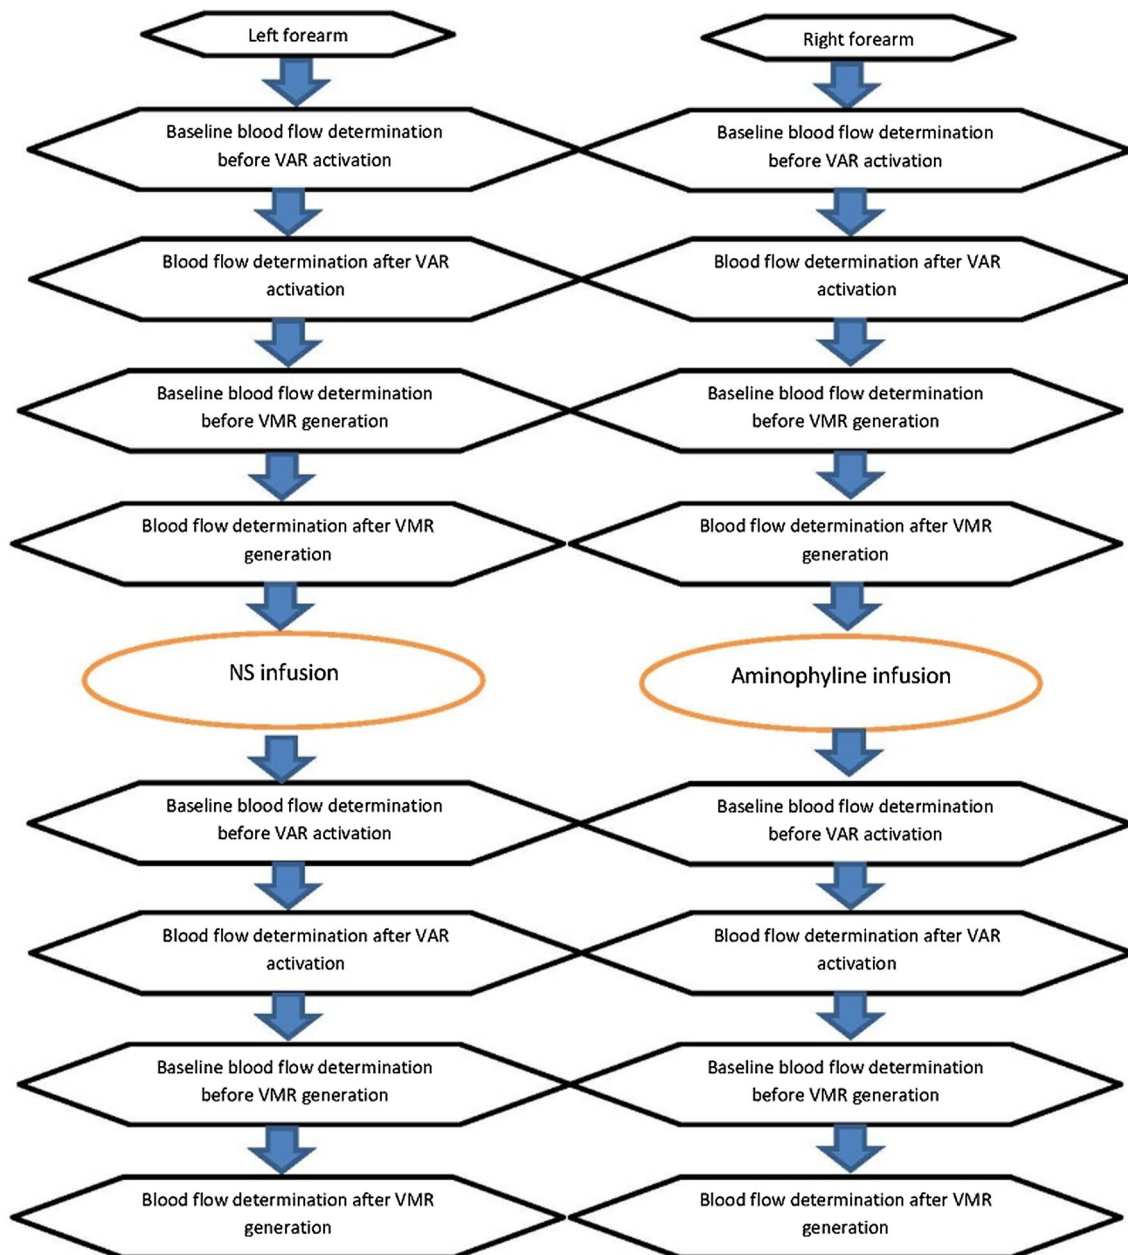 Left forearm
Baseline blood flow determination
before VAR activation
Blood flow determination after VAR
activation
Baseline blood flow determination
before VMR generation
Blood flow determination after VMR
generation
NS infusion
Baseline blood flow determination
before VAR activation
Blood flow determination after VAR
activation
Baseline blood flow determination
before VMR generation
Blood flow determination after VMR
generation
Right forearm
Baseline blood flow determination
before VAR activation
Blood flow determination after VAR
activation
Baseline blood flow determination
before VMR generation
Blood flow determination after VMR
generation
Aminophyline infusion
Baseline blood flow determination
before VAR activation
Blood flow determination after VAR
activation
Baseline blood flow determination
before VMR generation
Blood flow determination after VMR
generation